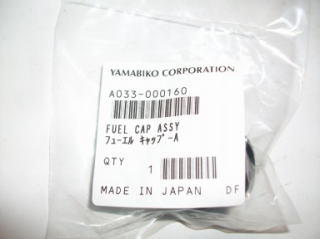 YAMABIKO CORPORATION
A033-000160
FUEL CAP ASSY
フューエル キャップ-A
QTY 1
MADE IN JAPAN DF